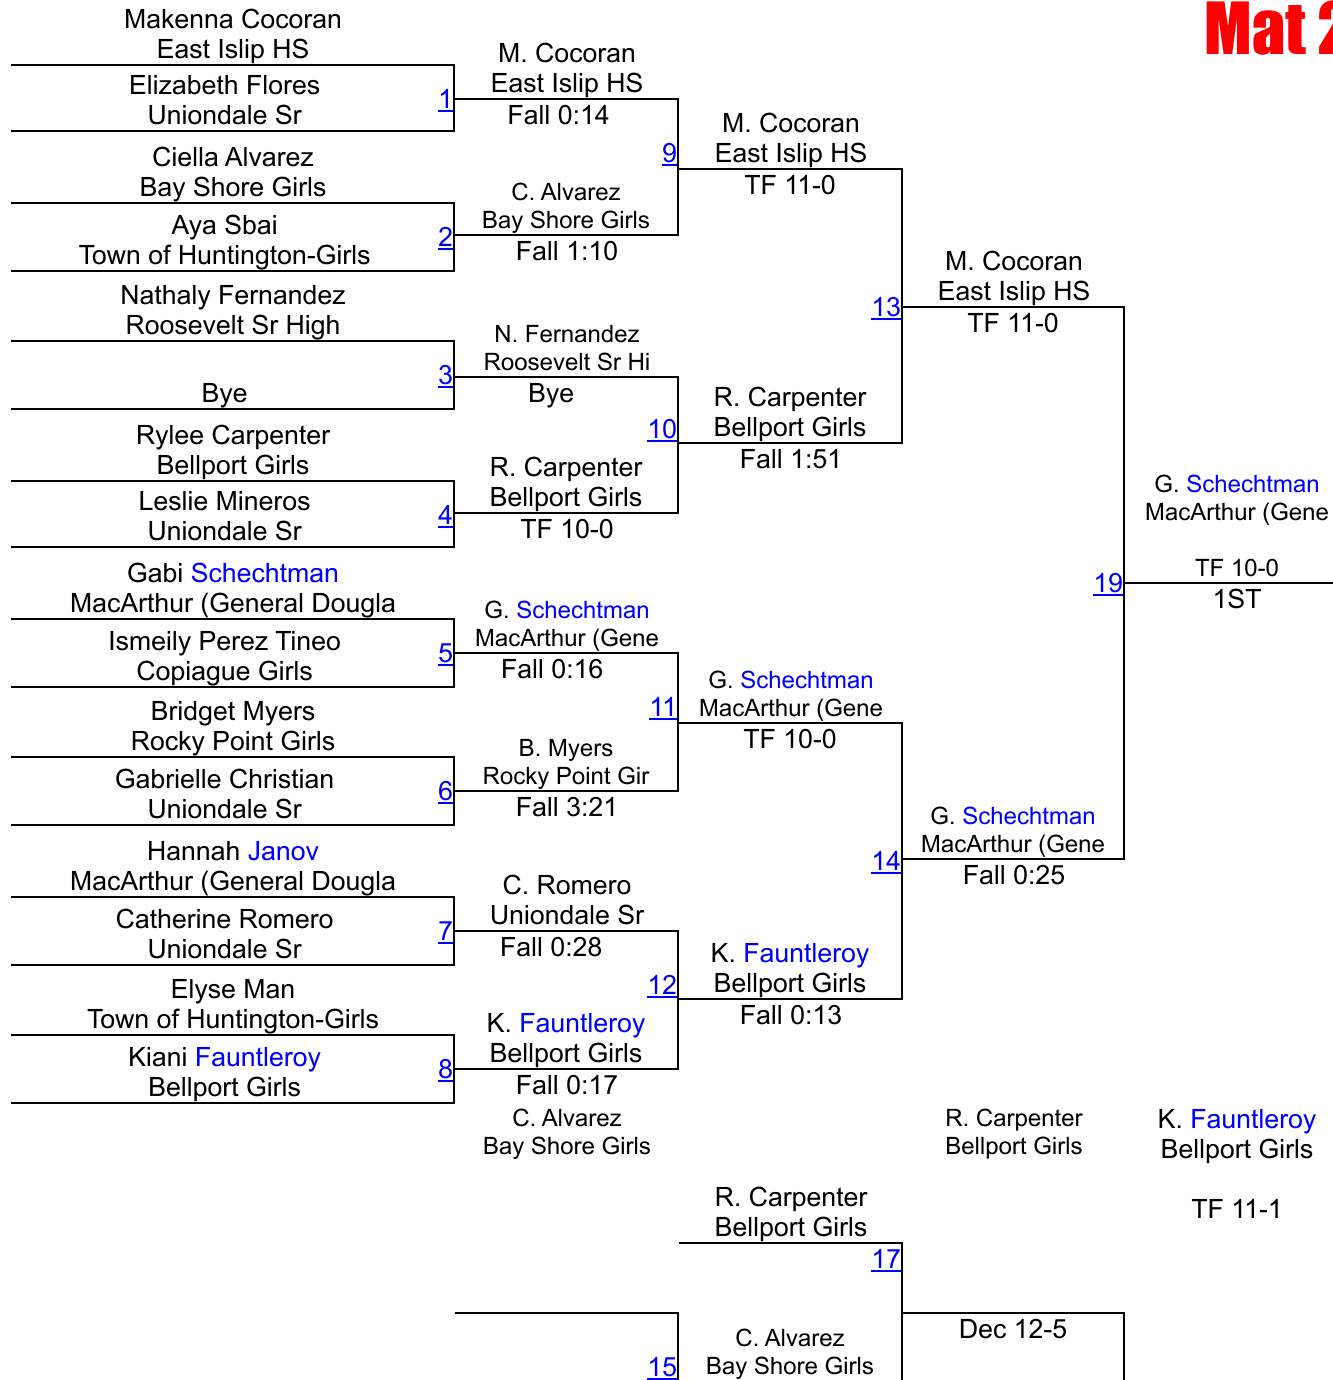 Makenna Cocoran
East Islip HS
Mat 2
Elizabeth Flores
Uniondale Sr
1
M. Cocoran
East Islip HS
Fall 0:14
Ciella Alvarez
Bay Shore Girls
Aya Sbai
Town of Huntington-Girls
2
C. Alvarez
Bay Shore Girls
Fall 1:10
9
M. Cocoran
East Islip HS
TF 11-0
Nathaly Fernandez
Roosevelt Sr High
Bye
3
N. Fernandez
Roosevelt Sr Hi
Bye
Rylee Carpenter
Bellport Girls
Leslie Mineros
Uniondale Sr
4
R. Carpenter
Bellport Girls
TF 10-0
10
R. Carpenter
Bellport Girls
Fall 1:51
13
M. Cocoran
East Islip HS
TF 11-0
Gabi Schechtman
MacArthur (General Dougla
Ismeily Perez Tineo
Copiague Girls
5
G. Schechtman
MacArthur (Gene
Fall 0:16
Bridget Myers
Rocky Point Girls
Gabrielle Christian
Uniondale Sr
6
B. Myers
Rocky Point Gir
Fall 3:21
11
G. Schechtman
MacArthur (Gene
TF 10-0
Hannah Janov
MacArthur (General Dougla
Catherine Romero
Uniondale Sr
7
C. Romero
Uniondale Sr
Fall 0:28
Elyse Man
Town of Huntington-Girls
Kiani Fauntleroy
Bellport Girls
8
K. Fauntleroy
Bellport Girls
Fall 0:17
12
K. Fauntleroy
Bellport Girls
Fall 0:13
14
G. Schechtman
MacArthur (Gene
Fall 0:25
19
G. Schechtman
MacArthur (Gene
TF 10-0
1ST
C. Alvarez
Bay Shore Girls
R. Carpenter
Bellport Girls
K. Fauntleroy
Bellport Girls
TF 11-1
R. Carpenter
Bellport Girls
17
Dec 12-5
15
C. Alvarez
Bay Shore Girls